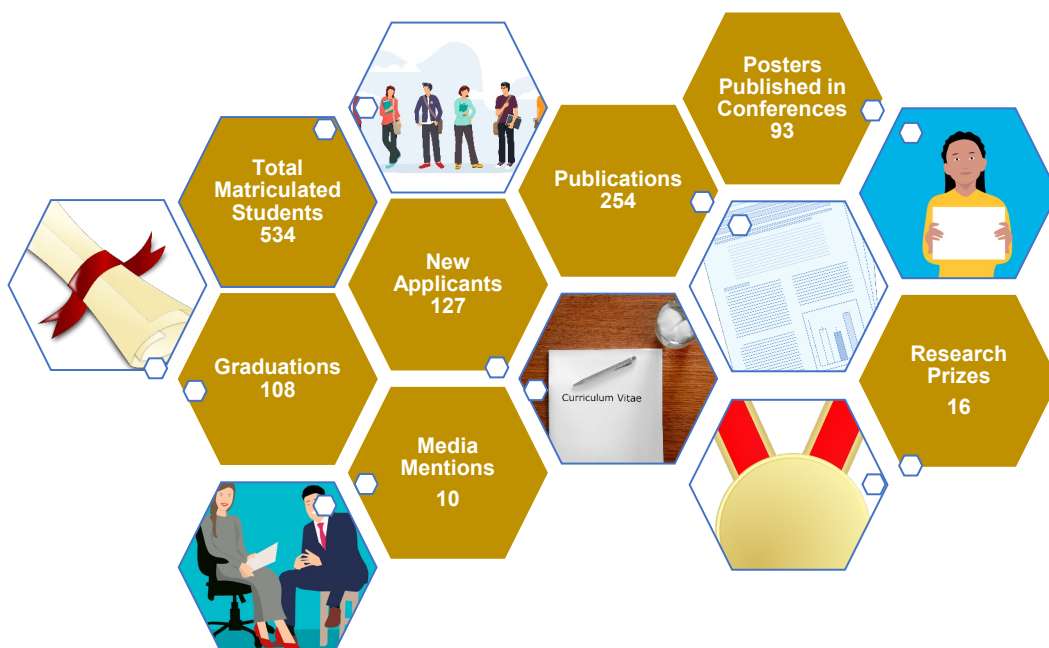 Total
Matriculated
Students
534
Graduations
108
New
Applicants
127
Media
Mentions
10
Publications
254
Curriculum Vitae
Posters
Published in
Conferences
93
Research
Prizes
16